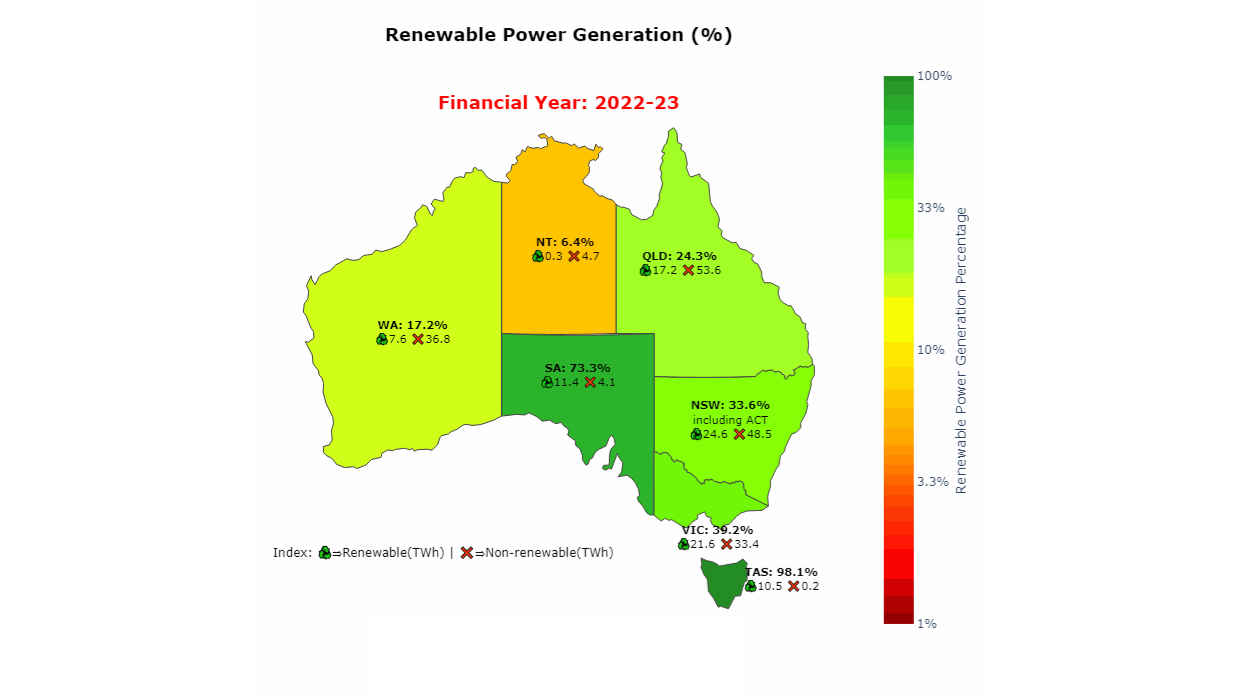 Renewable Power Generation (%)
Financial Year: 2022-23
100%
33%
10%
3.3%
1%
Renewable Power Generation Percentage
NT: 6.4%
0.3 4.7
QLD: 24.3%
17.2 53.6
WA: 17.2%
7.6 36.8
SA: 73.3%
11.4 4.1
NSW: 33.6%
including ACT
24.6 48.5
VIC: 39.2%
21.6 33.4
TAS: 98.1%
10.5 0.2
Index: ⇒Renewable(TWh) | ⇒Non-renewable(TWh)